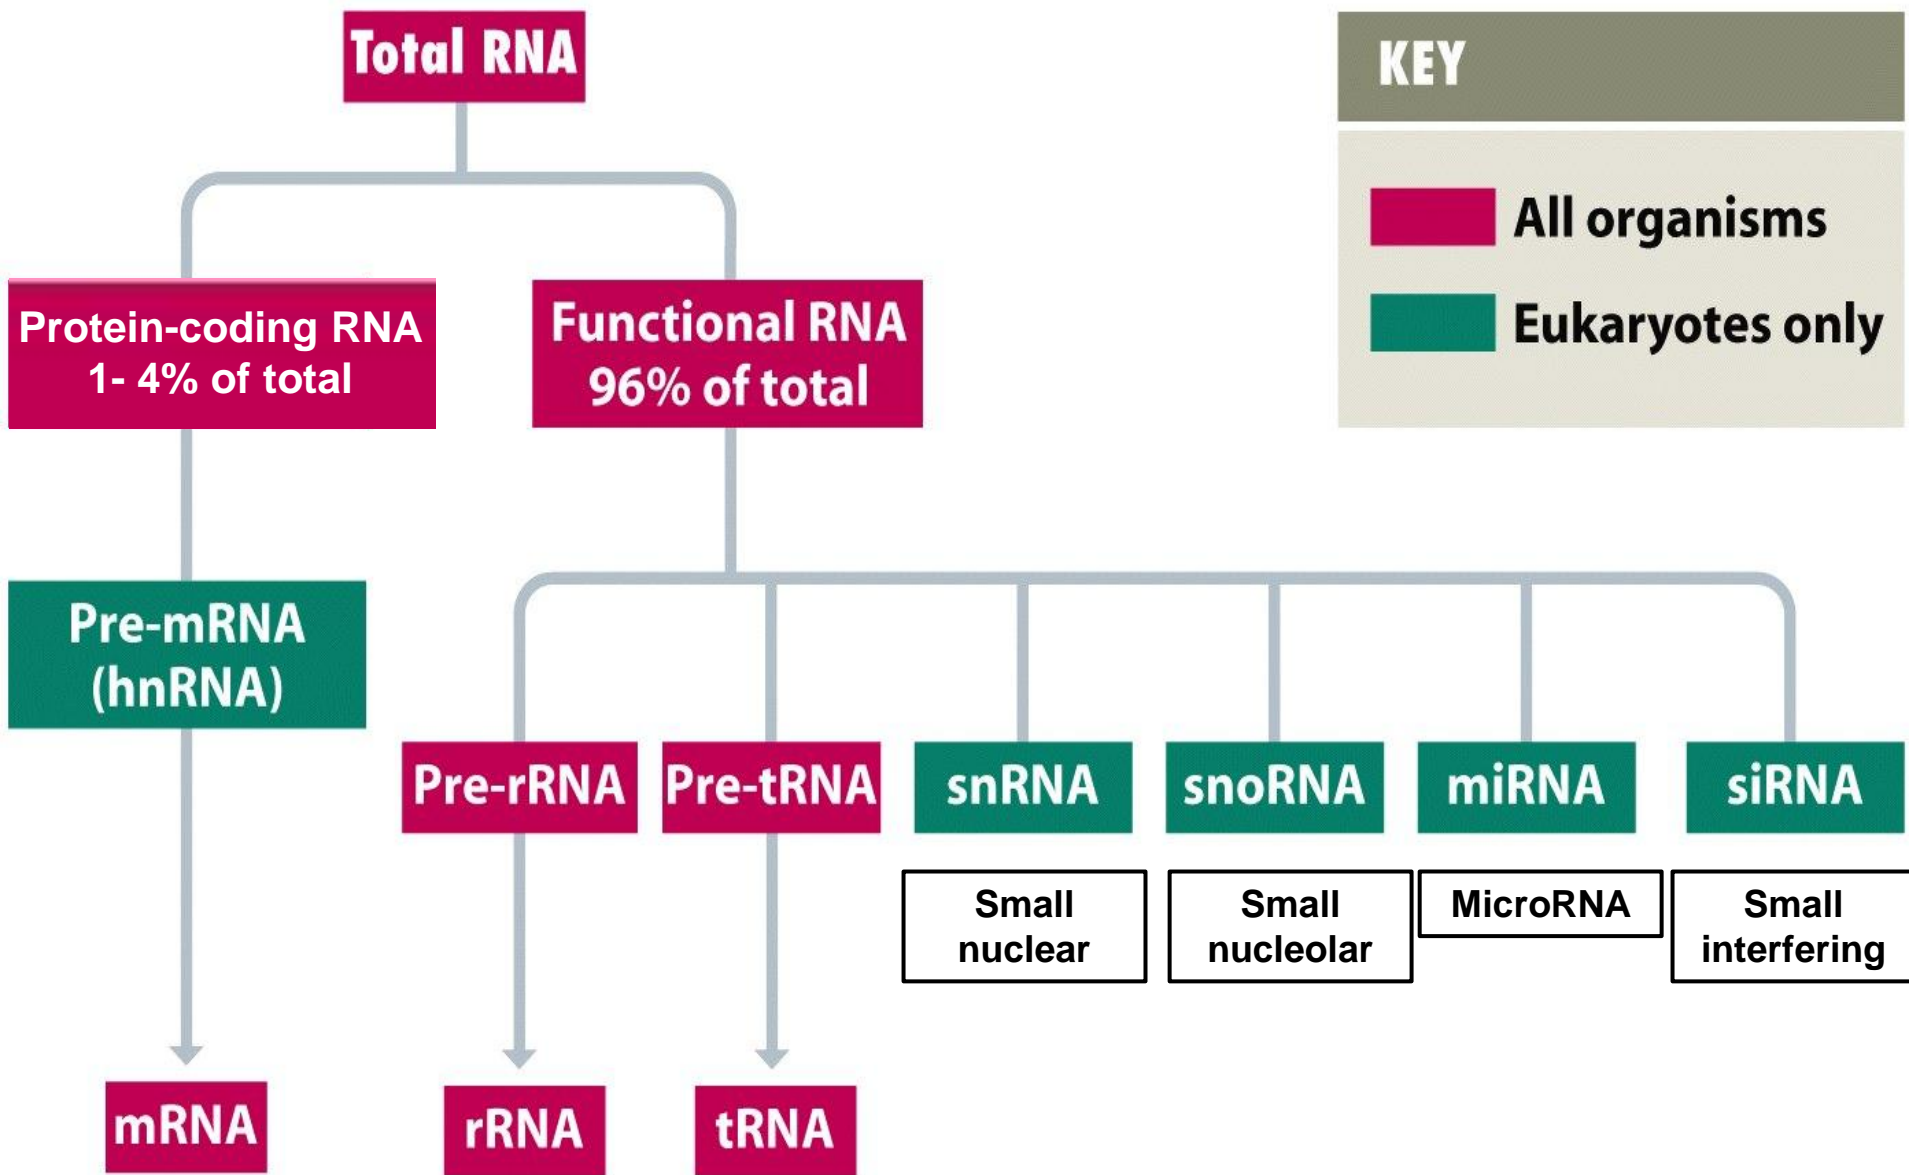 Total RNA
KEY
All organisms
Eukaryotes only
Protein-coding RNA
1- 4% of total
Functional RNA
96% of total
Pre-mRNA
(hnRNA)
Pre-rRNA
Pre-tRNA
snRNA
snoRNA
miRNA
siRNA
Small
nuclear
Small
nucleolar
MicroRNA
Small
interfering
mRNA
rRNA
tRNA